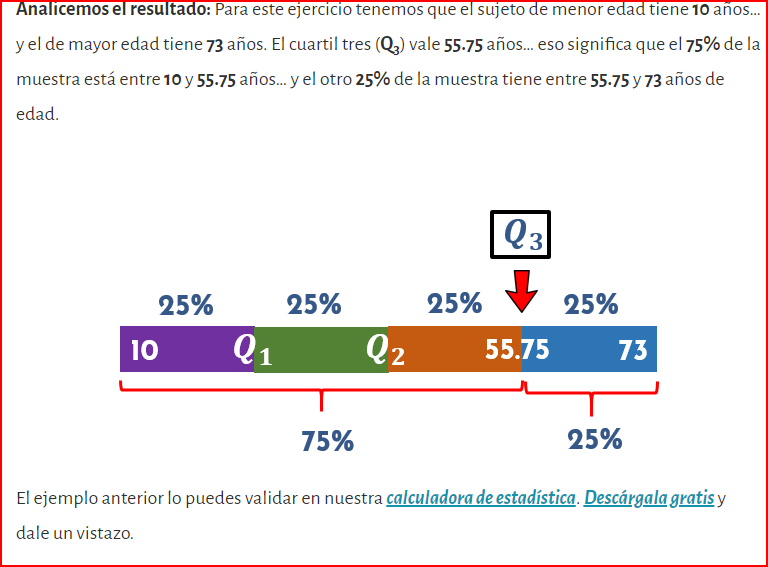 Analicemos el resultado: Para este ejercicio tenemos que el sujeto de menor edad tiene 10 años…
y el de mayor edad tiene 73 años. El cuartil tres (Q₃) vale 55.75 años… eso significa que el 75% de la
muestra está entre 10 y 55.75 años… y el otro 25% de la muestra tiene entre 55.75 y 73 años de
edad.
Q₃
25% 25% 25% 25%
10 Q₁ Q₂ 55.75 73
75% 25%
El ejemplo anterior lo puedes validar en nuestra calculadora de estadística. Descárgala gratis y
dale un vistazo.